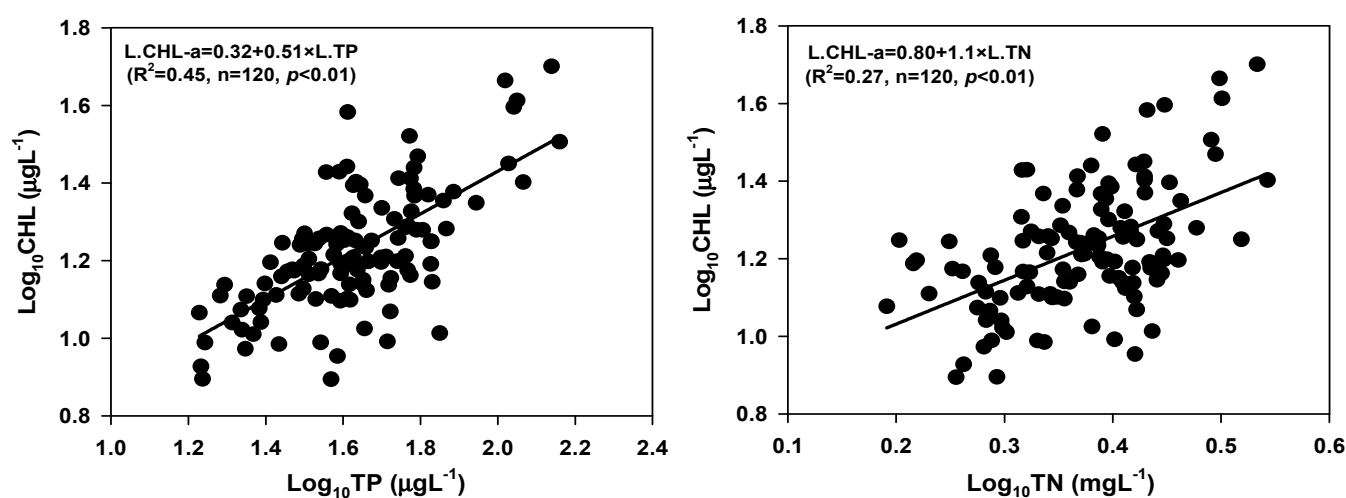 L.CHL-a=0.32+0.51×L.TP
(R²=0.45, n=120, p<0.01)
Log₁₀CHL (µgL⁻¹)
1.8
1.6
1.4
1.2
1.0
0.8
1.0 1.2 1.4 1.6 1.8 2.0 2.2 2.4
Log₁₀TP (µgL⁻¹)
L.CHL-a=0.80+1.1×L.TN
(R²=0.27, n=120, p<0.01)
Log₁₀CHL (µgL⁻¹)
1.8
1.6
1.4
1.2
1.0
0.8
0.1 0.2 0.3 0.4 0.5 0.6
Log₁₀TN (mgL⁻¹)